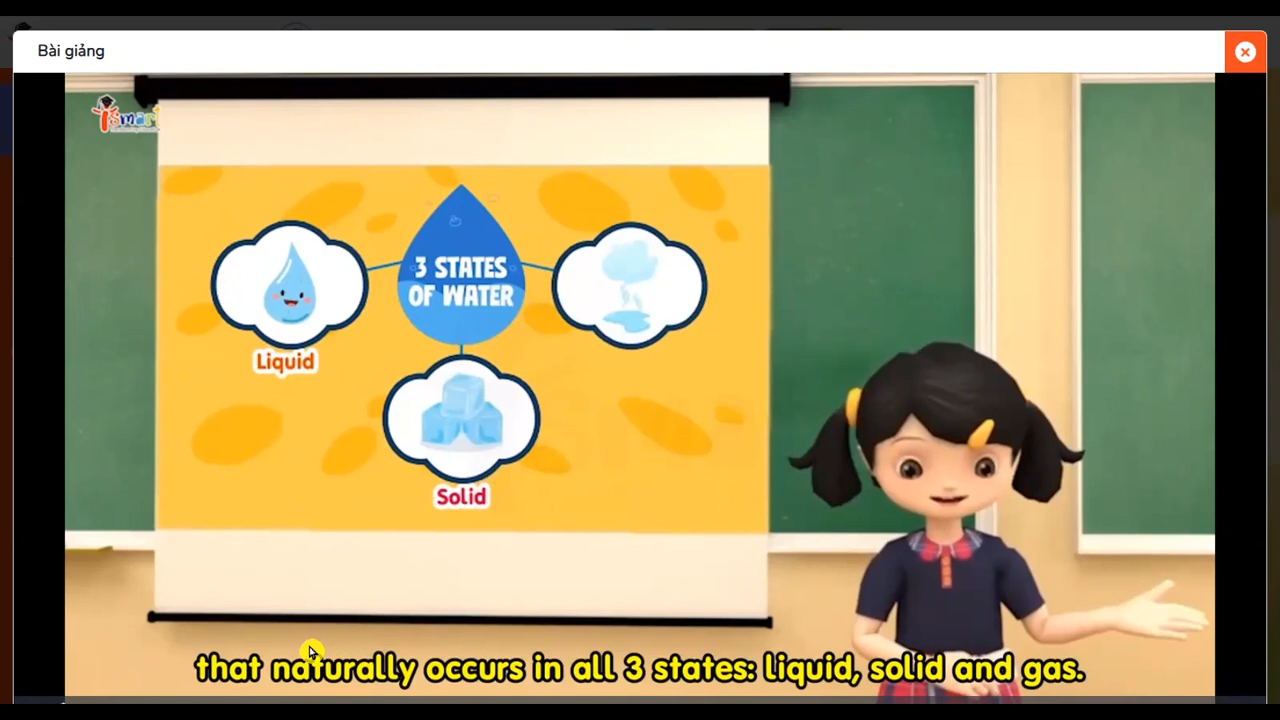 Bài giảng
ismart
3 STATES
OF WATER
Liquid
Solid
that naturally occurs in all 3 states: liquid, solid and gas.